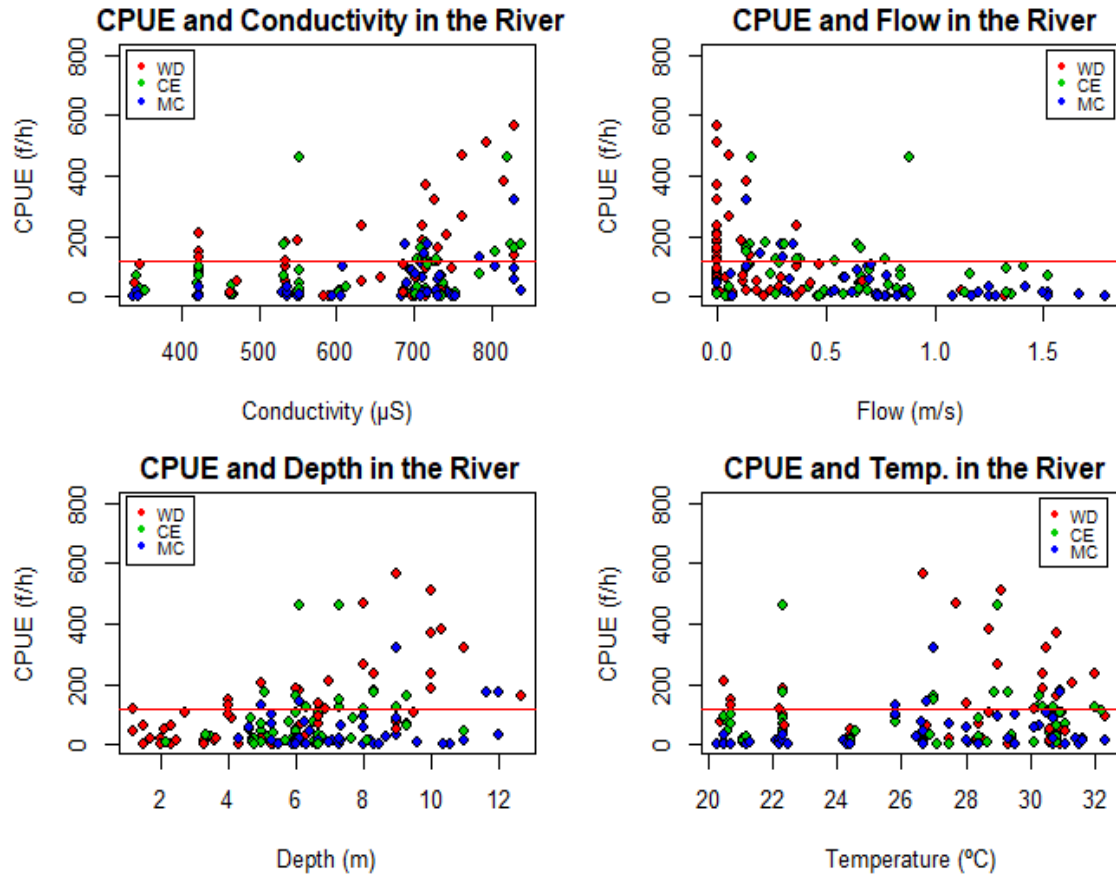 CPUE and Conductivity in the River
CPUE (f/h)
0 200 400 600 800
WD
CE
MC
400 500 600 700 800
Conductivity (µS)
CPUE and Flow in the River
CPUE (f/h)
0 200 400 600 800
WD
CE
MC
0.0 0.5 1.0 1.5
Flow (m/s)
CPUE and Depth in the River
CPUE (f/h)
0 200 400 600 800
WD
CE
MC
2 4 6 8 10 12
Depth (m)
CPUE and Temp. in the River
CPUE (f/h)
0 200 400 600 800
WD
CE
MC
20 22 24 26 28 30 32
Temperature (ºC)